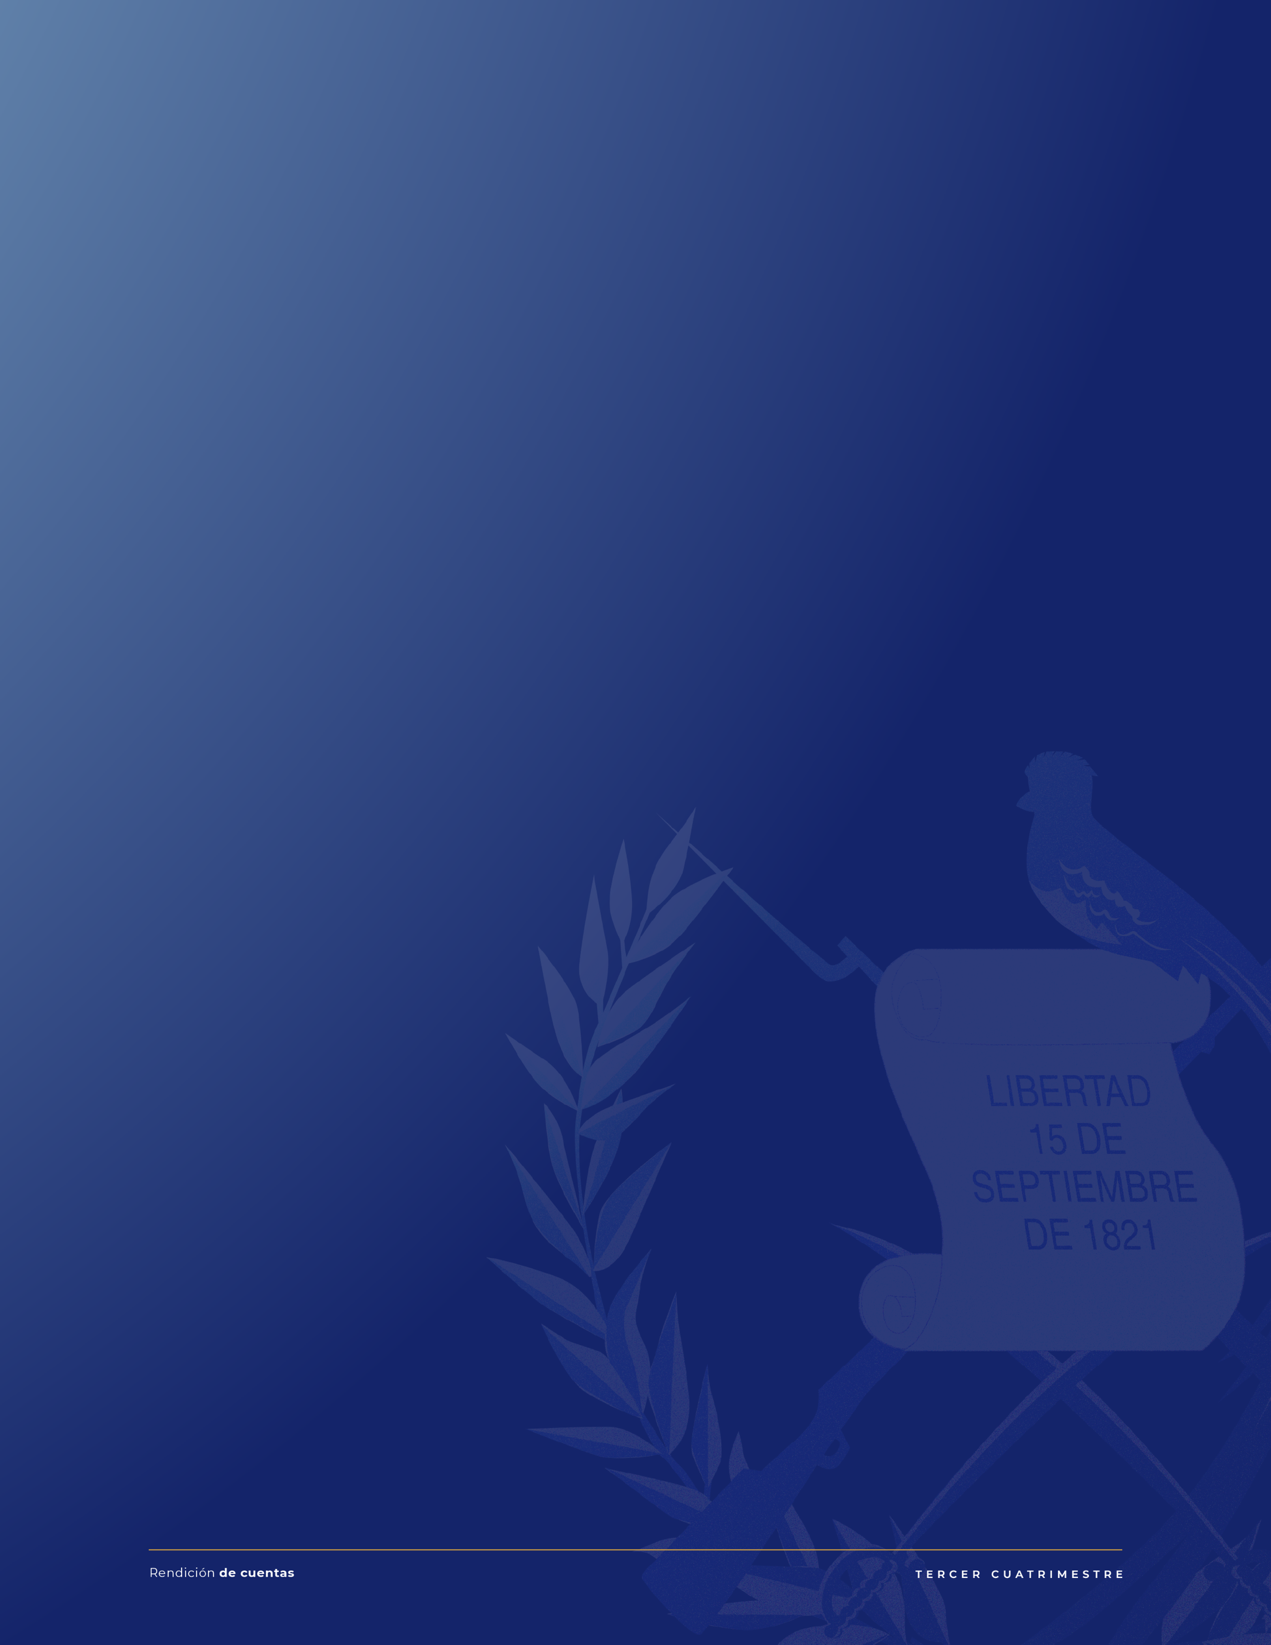 LIBERTAD
15 DE
SEPTIEMBRE
DE 1821
Rendición de cuentas
TERCER CUATRIMESTRE